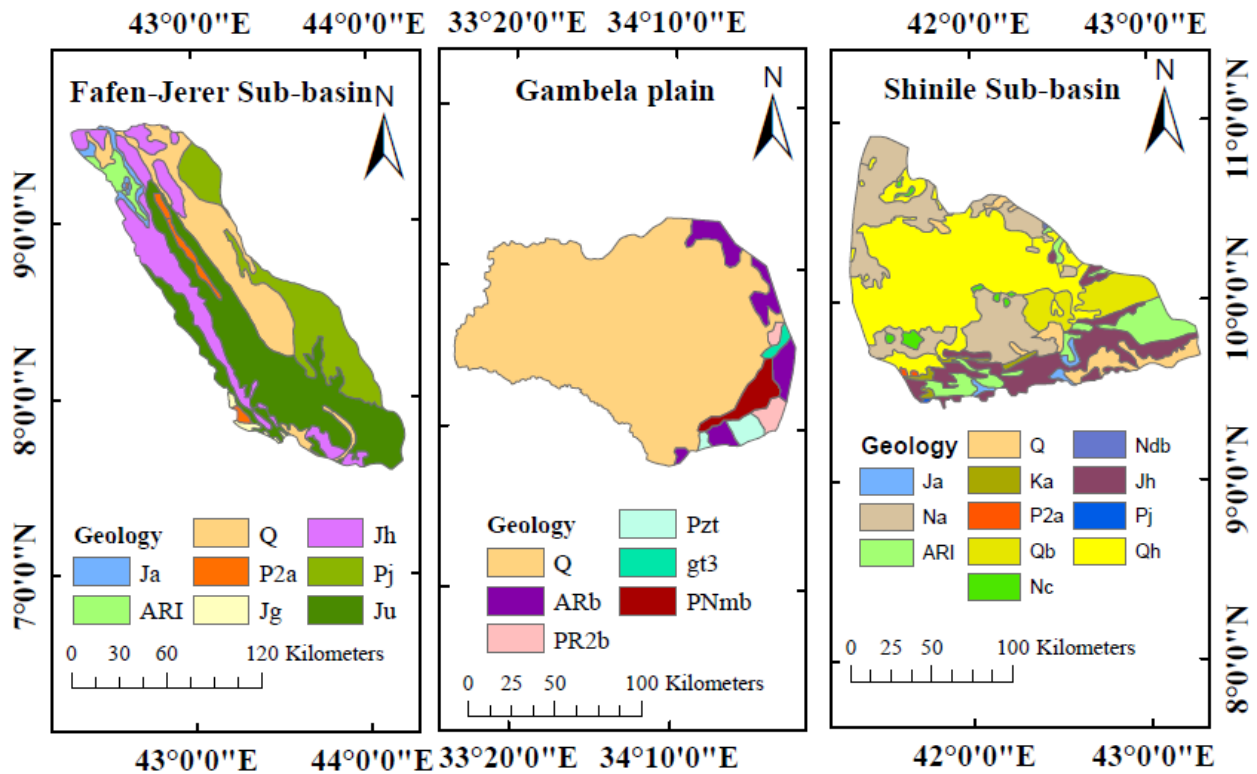 43°0'0"E 44°0'0"E 33°20'0"E 34°10'0"E 42°0'0"E 43°0'0"E
Fafen-Jerer Sub-basin
N
9°0'0"N
8°0'0"N
7°0'0"N
Geology
Ja
ARI
Q
P2a
Jg
Jh
Pj
Ju
0 30 60 120 Kilometers
Gambela plain
N
Geology
Q
ARb
PR2b
Pzt
gt3
PNmb
0 25 50 100 Kilometers
Shinile Sub-basin
N
11°0'0"N
10°0'0"N
9°0'0"N
8°0'0"N
Geology
Ja
Na
ARI
Q
Ka
P2a
Qb
Nc
Ndb
Jh
Pj
Qh
0 25 50 100 Kilometers
43°0'0"E 44°0'0"E 33°20'0"E 34°10'0"E 42°0'0"E 43°0'0"E